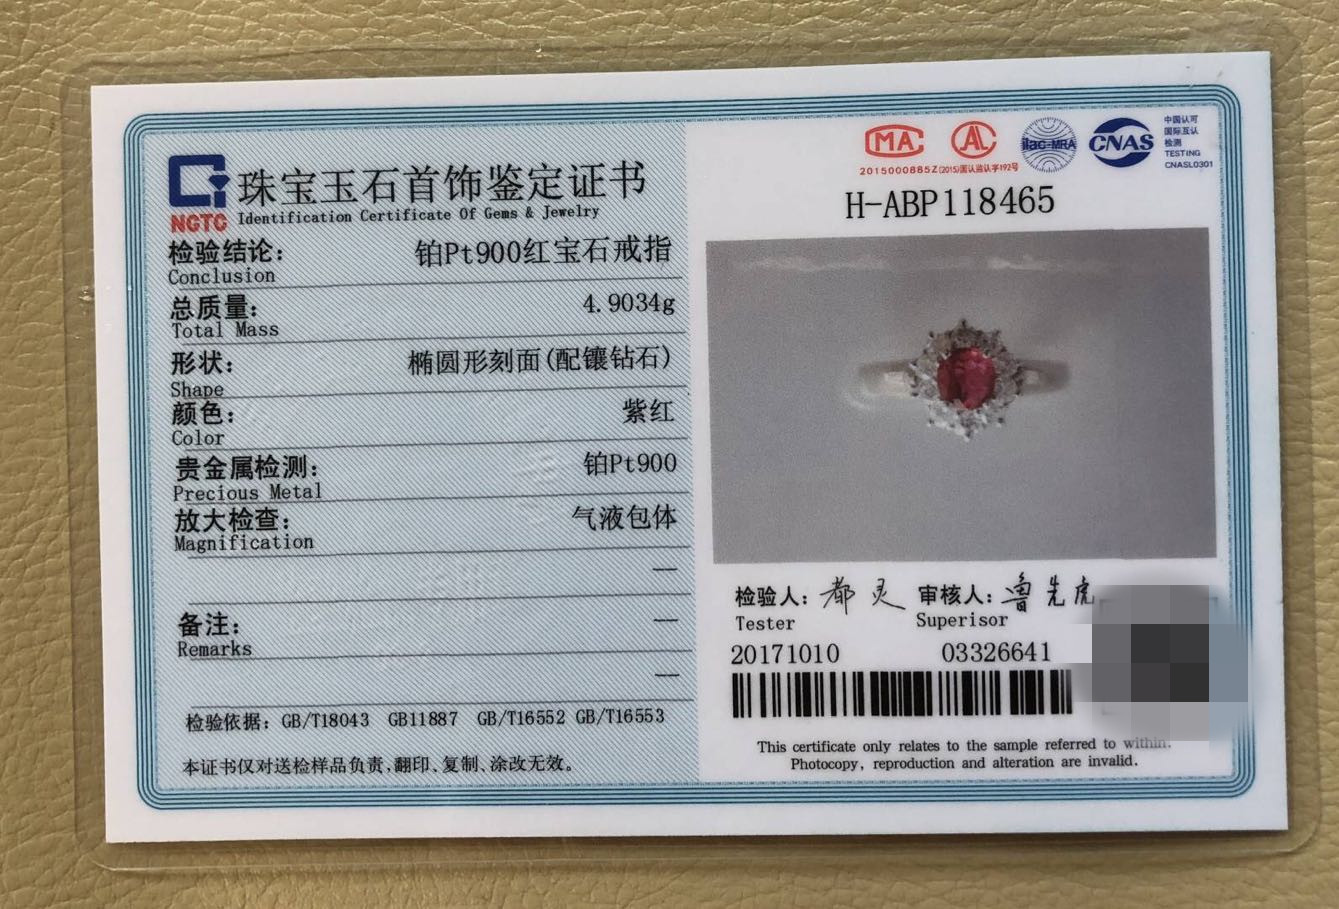 NGTC
珠宝玉石首饰鉴定证书
Identification Certificate Of Gems & Jewelry
检验结论: 铂Pt900红宝石戒指
Conclusion
总质量: 4.9034g
Total Mass
形状: 椭圆形刻面(配镶钻石)
Shape
颜色: 紫红
Color
贵金属检测: 铂Pt900
Precious Metal
放大检查: 气液包体
Magnification
—
备注: —
Remarks
—
检验依据: GB/T18043 GB11887 GB/T16552 GB/T16553
本证书仅对送检样品负责,翻印、复制、涂改无效。
MA AL ilac-MRA CNAS
中国认可
国际互认
检测
TESTING
CNASL0301
2015000885Z (2015)国认监认字192号
H-ABP118465
检验人: 都灵 审核人: 鲁先虎
Tester Superisor
20171010 03326641
This certificate only relates to the sample referred to within.
Photocopy, reproduction and alteration are invalid.